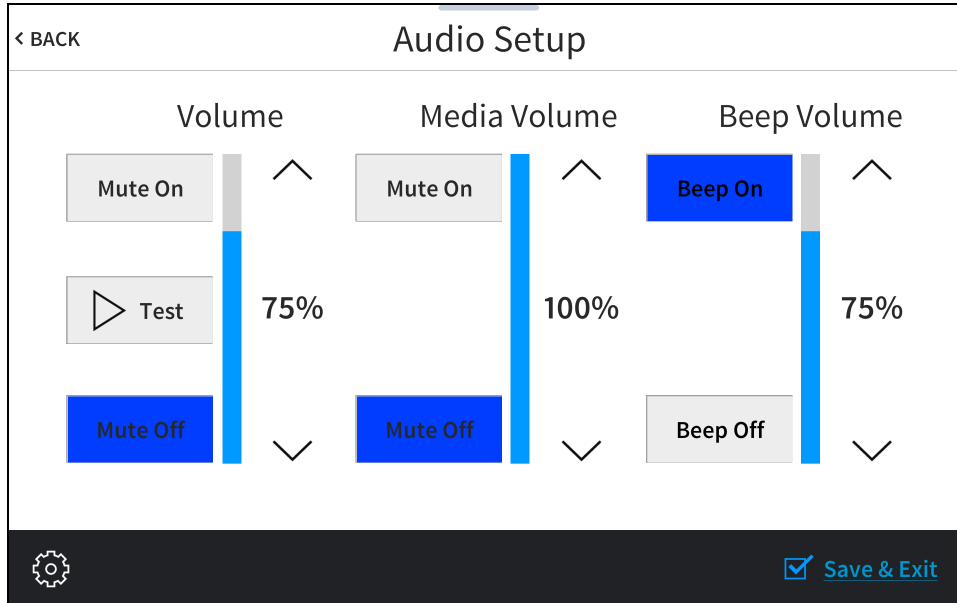 < BACK
Audio Setup
Volume
Media Volume
Beep Volume
Mute On
Mute On
Beep On
Test
75%
100%
75%
Mute Off
Mute Off
Beep Off
Save & Exit